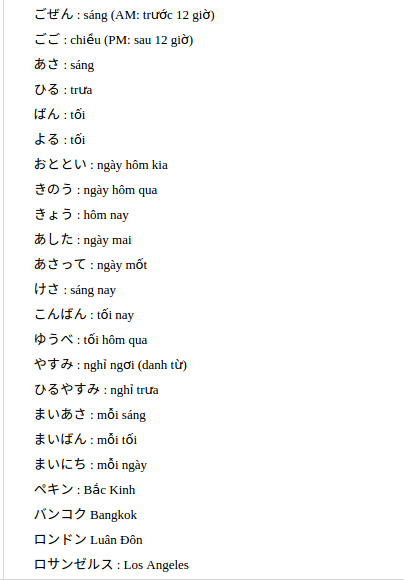 ごぜん : sáng (AM: trước 12 giờ)
ごご : chiều (PM: sau 12 giờ)
あさ : sáng
ひる : trưa
ばん : tối
よる : tối
おととい : ngày hôm kia
きのう : ngày hôm qua
きょう : hôm nay
あした : ngày mai
あさって : ngày mốt
けさ : sáng nay
こんばん : tối nay
ゆうべ : tối hôm qua
やすみ : nghỉ ngơi (danh từ)
ひるやすみ : nghỉ trưa
まいあさ : mỗi sáng
まいばん : mỗi tối
まいにち : mỗi ngày
ペキン : Bắc Kinh
バンコク Bangkok
ロンドン Luân Đôn
ロサンゼルス : Los Angeles